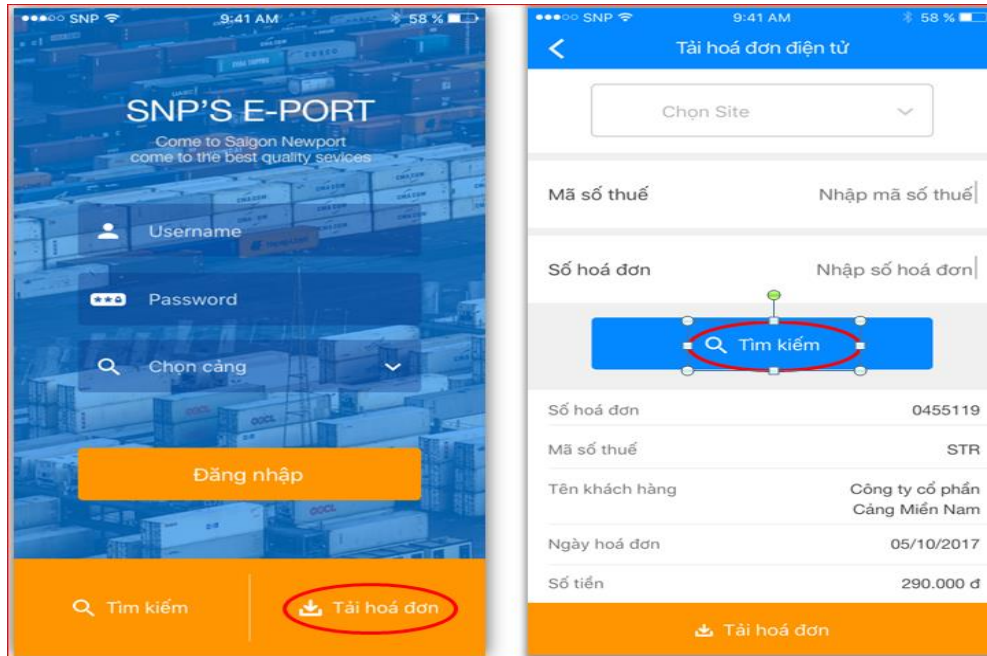 SNP 9:41 AM 58 %
SNP'S E-PORT
Come to Saigon Newport
come to the best quality sevices
Username
Password
Chọn cảng
Đăng nhập
Tìm kiếm
Tải hoá đơn
SNP 9:41 AM 58 %
Tải hoá đơn điện tử
Chọn Site
Mã số thuế Nhập mã số thuế
Số hoá đơn Nhập số hoá đơn
Tìm kiếm
Số hoá đơn 0455119
Mã số thuế STR
Tên khách hàng Công ty cổ phần
Cảng Miền Nam
Ngày hoá đơn 05/10/2017
Số tiền 290.000 đ
Tải hoá đơn